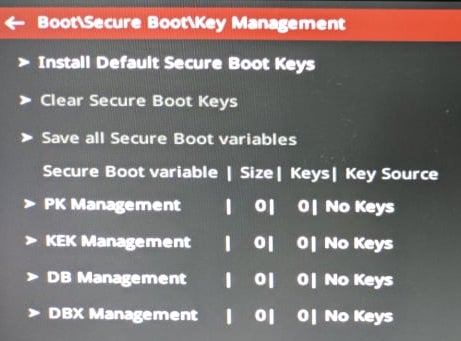 ← Boot\Secure Boot\Key Management
➤ Install Default Secure Boot Keys
➤ Clear Secure Boot Keys
➤ Save all Secure Boot variables
Secure Boot variable | Size| Keys| Key Source
➤ PK Management | 0| 0| No Keys
➤ KEK Management | 0| 0| No Keys
➤ DB Management | 0| 0| No Keys
➤ DBX Management | 0| 0| No Keys